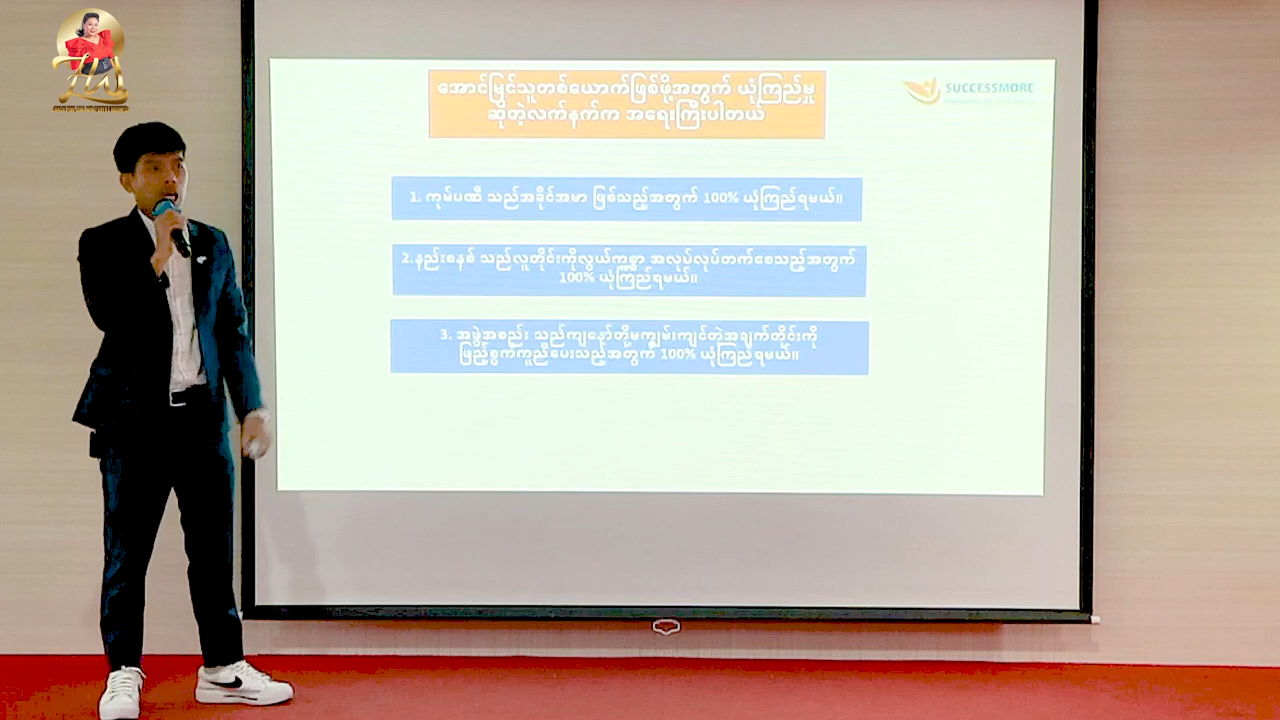 အောင်မြင်သူတစ်ယောက်ဖြစ်ဖို့အတွက် ယုံကြည်မှု
ဆိုတဲ့လက်နက်က အရေးကြီးပါတယ်
SUCCESSMORE
1. ကုမ်ပဏီ သည်အခိုင်အမာ ဖြစ်သည့်အတွက် 100% ယုံကြည်ရမယ်။
2.နည်းစနစ် သည်လူတိုင်းကိုလွယ်ကူစွာ အလုပ်လုပ်တက်စေသည့်အတွက်
100% ယုံကြည်ရမယ်။
3. အဖွဲ့အစည်း သည်ကျနော်တို့မကျွမ်းကျင်တဲ့အချက်တိုင်းကို
ဖြည့်စွက်ကူညီပေးသည့်အတွက် 100% ယုံကြည်ရမယ်။